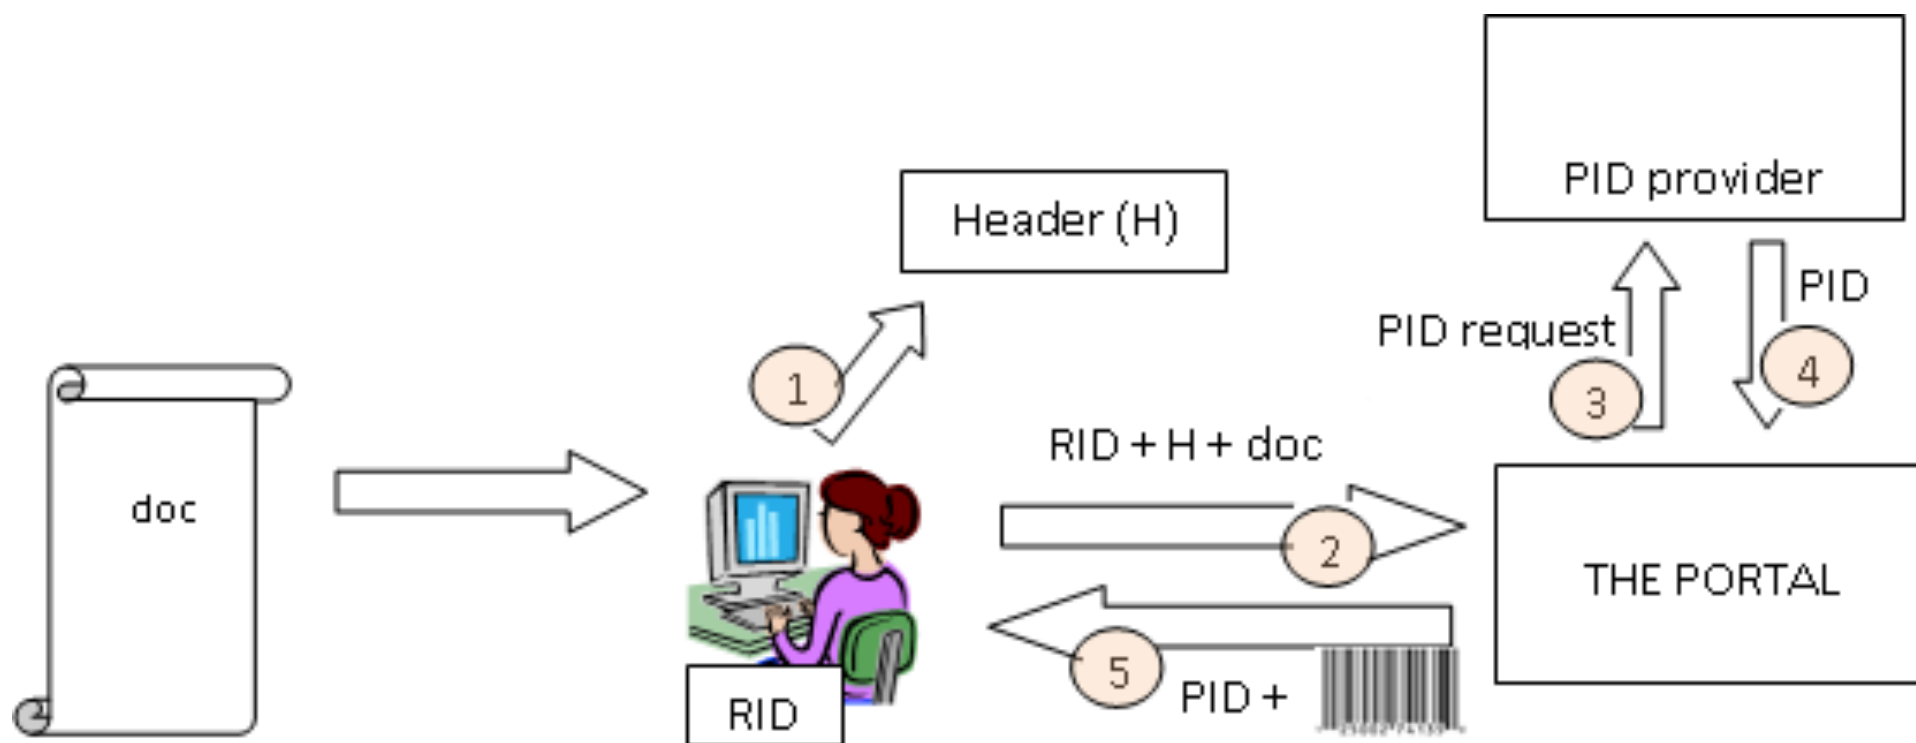 PID provider
Header (H)
PID
PID request
1
4
3
RID + H + doc
doc
2
THE PORTAL
5
PID +
RID